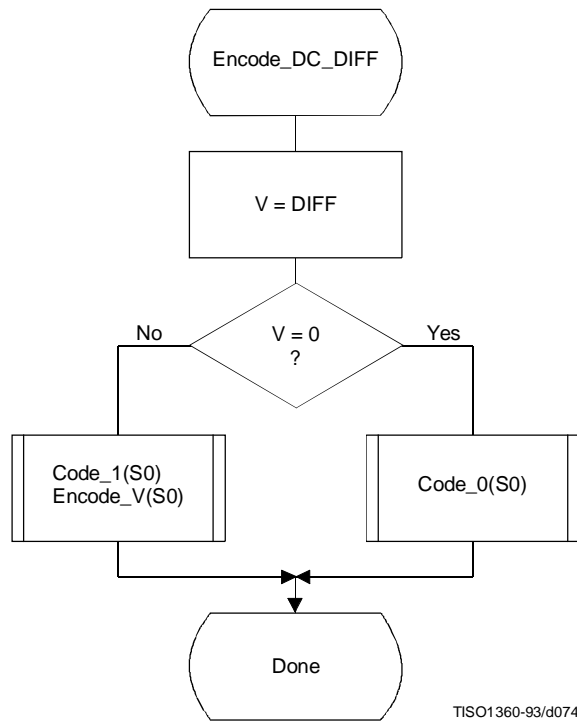 Encode_DC_DIFF
V = DIFF
No
V = 0
?
Yes
Code_1(S0)
Encode_V(S0)
Code_0(S0)
Done
TISO1360-93/d074